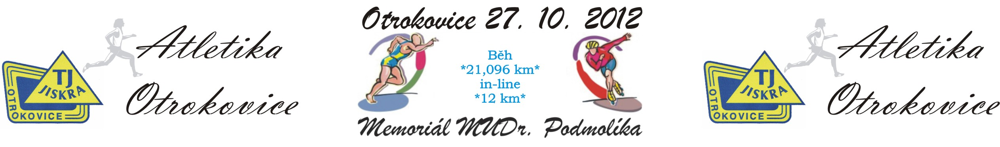 Atletika
Otrokovice
TJ
JISKRA
OTROKOVICE
Otrokovice 27. 10. 2012
Běh
*21,096 km*
in-line
*12 km*
Memoriál MUDr. Podmolíka
Atletika
Otrokovice
TJ
JISKRA
OTROKOVICE